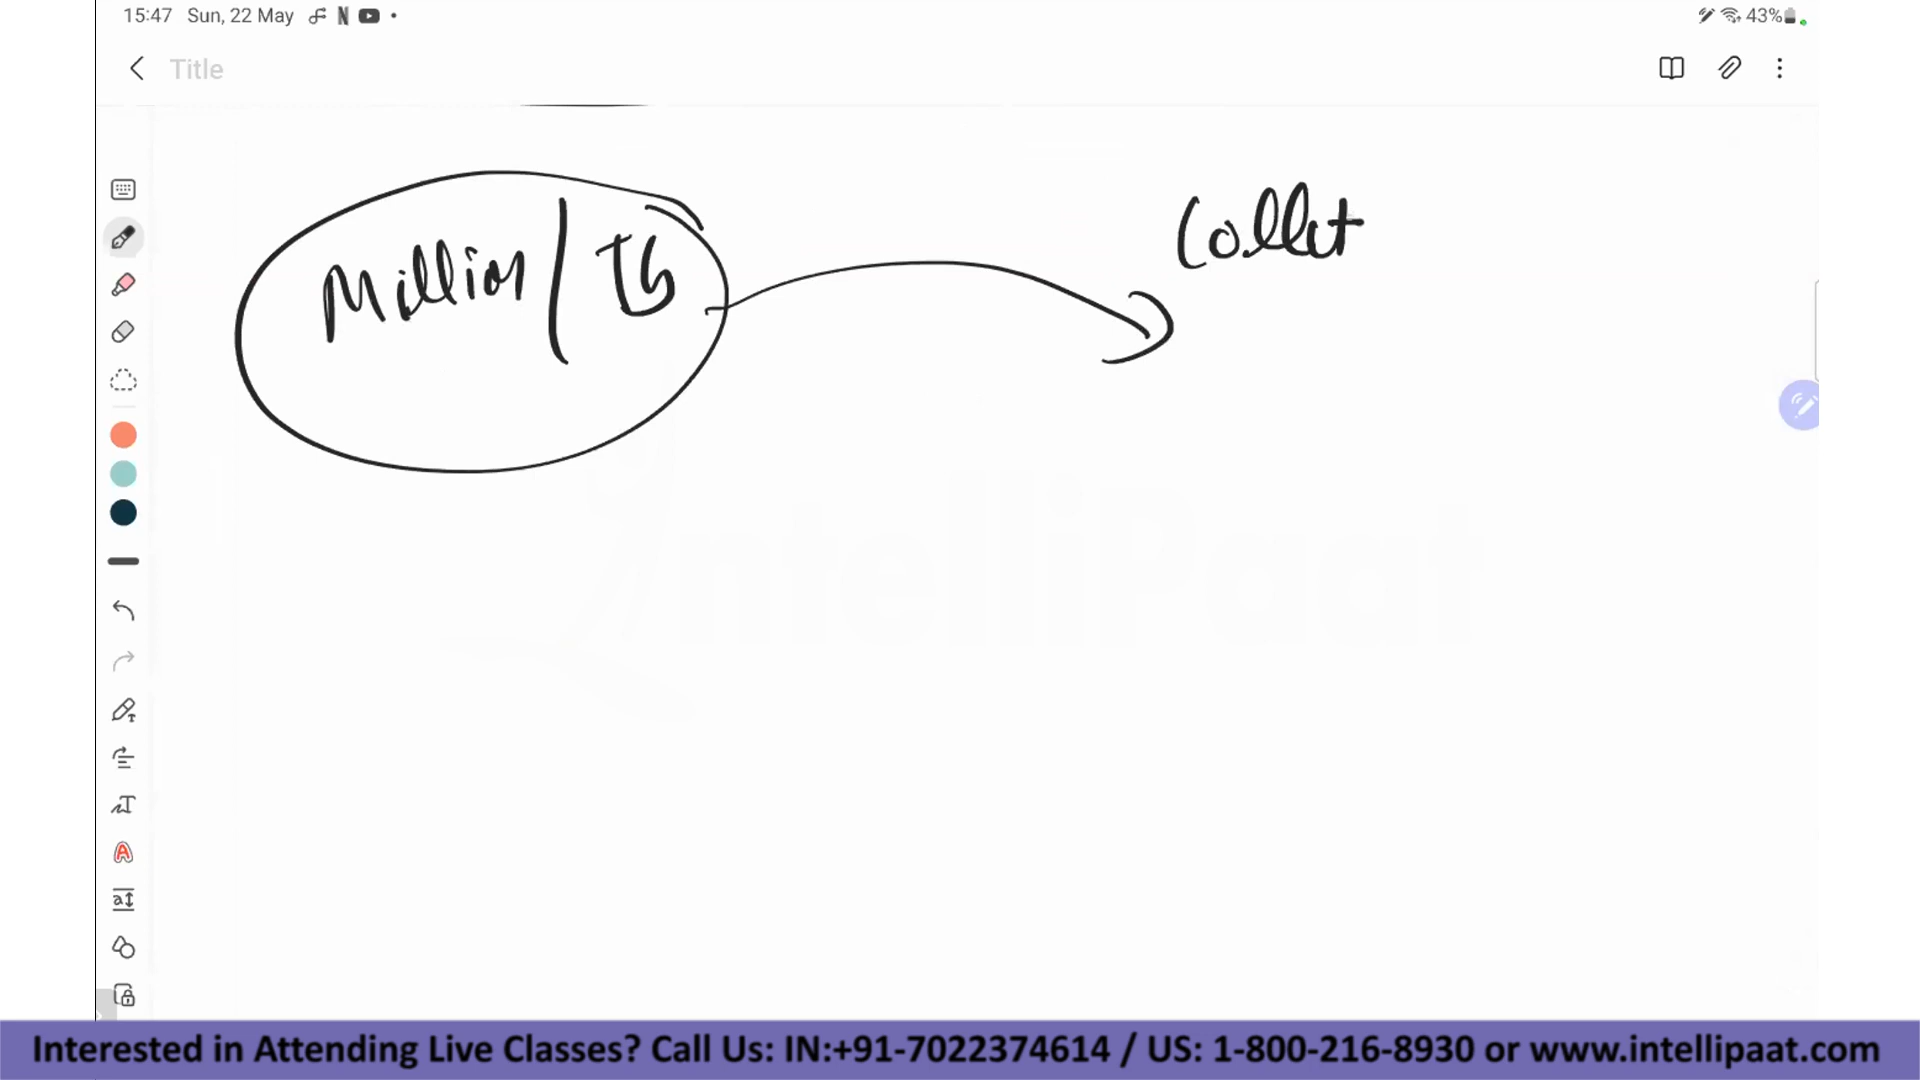 15:47 Sun, 22 May 43%
Title
Million / Tb
Collect
IntelliPaat
Interested in Attending Live Classes? Call Us: IN:+91-7022374614 / US: 1-800-216-8930 or www.intellipaat.com